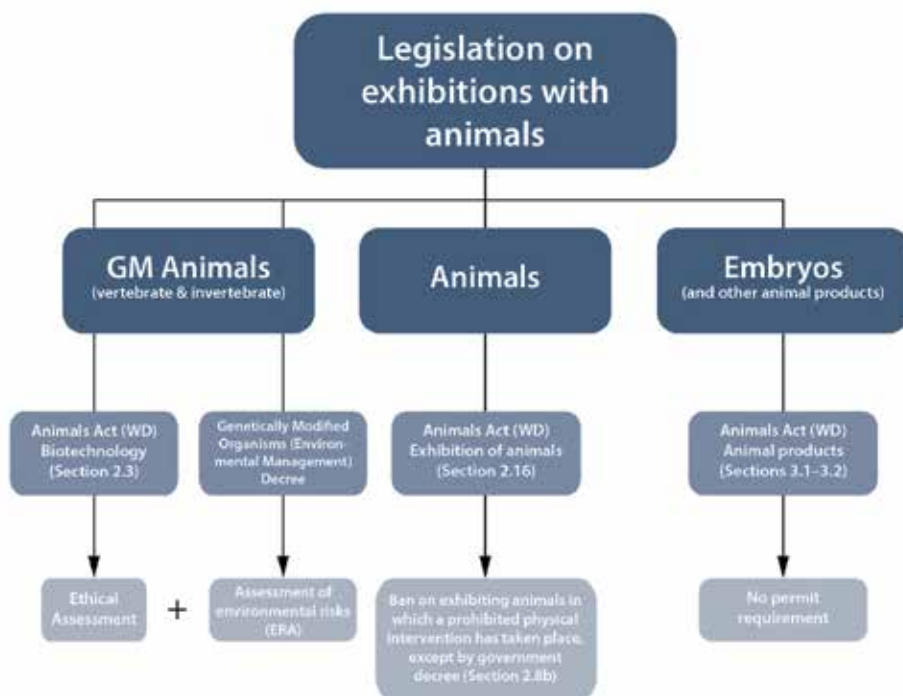 Legislation on
exhibitions with
animals
GM Animals
(vertebrate & invertebrate)
Animals
Embryos
(and other animal products)
Animals Act (WD)
Biotechnology
(Section 2.3)
Genetically Modified
Organisms (Environ-
mental Management)
Decree
Animals Act (WD)
Exhibition of animals
(Section 2.16)
Animals Act (WD)
Animal products
(Sections 3.1–3.2)
Ethical
Assessment
+
Assessment of
environmental risks
(ERA)
Ban on exhibiting animals in
which a prohibited physical
intervention has taken place,
except by government
decree (Section 2.8b)
No permit
requirement